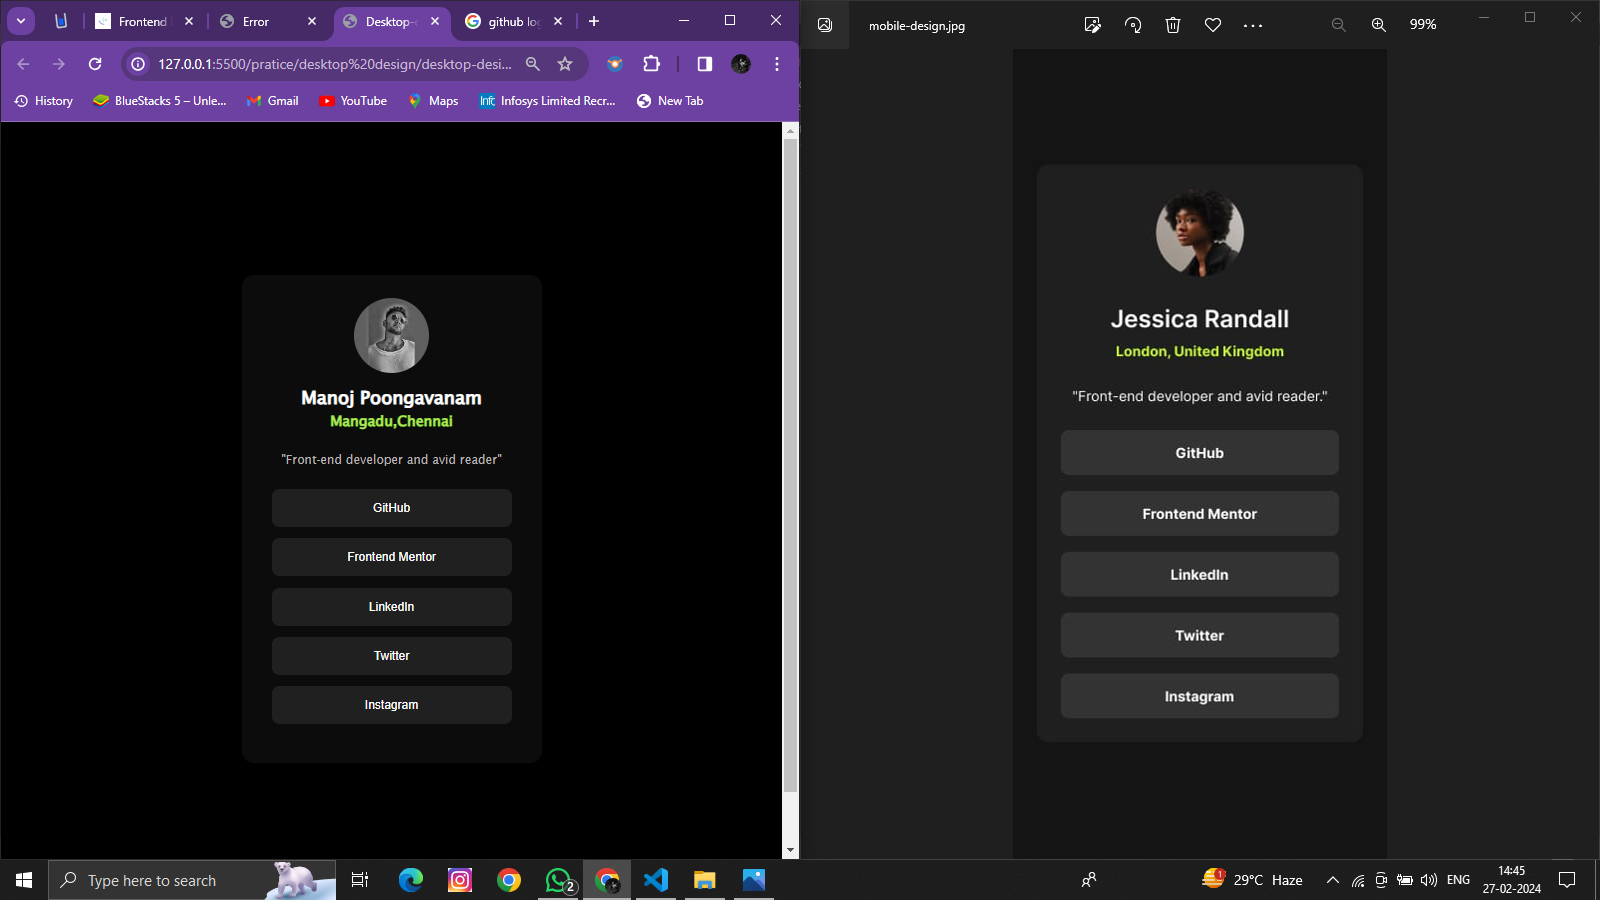 Frontend
Error
Desktop-
github lo
127.0.0.1:5500/pratice/desktop%20design/desktop-desi...
History
BlueStacks 5 – Unle...
Gmail
YouTube
Maps
Infosys Limited Recr...
New Tab
Manoj Poongavanam
Mangadu,Chennai
"Front-end developer and avid reader"
GitHub
Frontend Mentor
LinkedIn
Twitter
Instagram
mobile-design.jpg
99%
Jessica Randall
London, United Kingdom
"Front-end developer and avid reader."
GitHub
Frontend Mentor
LinkedIn
Twitter
Instagram
Type here to search
2
1
29°C Haze
ENG
14:45
27-02-2024